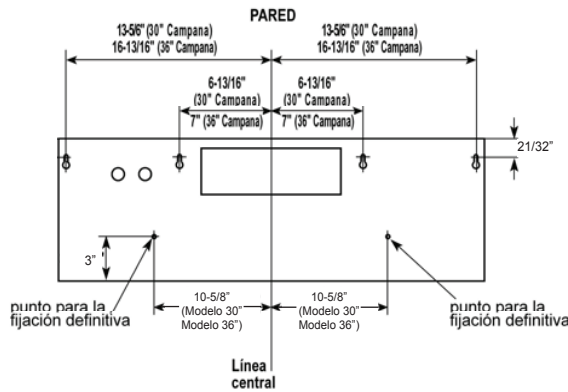 PARED
13-5/6" (30" Campana)
16-13/16" (36" Campana)
13-5/6" (30" Campana)
16-13/16" (36" Campana)
6-13/16"
(30" Campana)
7" (36" Campana)
6-13/16"
(30" Campana)
7" (36" Campana)
21/32"
3"
10-5/8"
(Modelo 30"
Modelo 36")
10-5/8"
(Modelo 30"
Modelo 36")
punto para la
fijación definitiva
punto para la
fijación definitiva
Línea
central